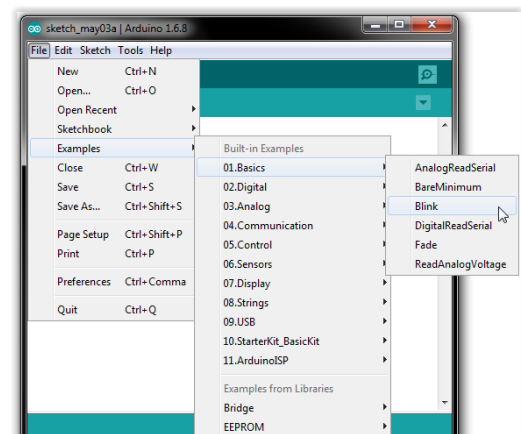 sketch_may03a | Arduino 1.6.8
File Edit Sketch Tools Help
New Ctrl+N
Open... Ctrl+O
Open Recent
Sketchbook
Examples
Close Ctrl+W
Save Ctrl+S
Save As... Ctrl+Shift+S
Page Setup Ctrl+Shift+P
Print Ctrl+P
Preferences Ctrl+Comma
Quit Ctrl+Q
Built-in Examples
01.Basics
02.Digital
03.Analog
04.Communication
05.Control
06.Sensors
07.Display
08.Strings
09.USB
10.StarterKit_BasicKit
11.ArduinoISP
Examples from Libraries
Bridge
EEPROM
AnalogReadSerial
BareMinimum
Blink
DigitalReadSerial
Fade
ReadAnalogVoltage